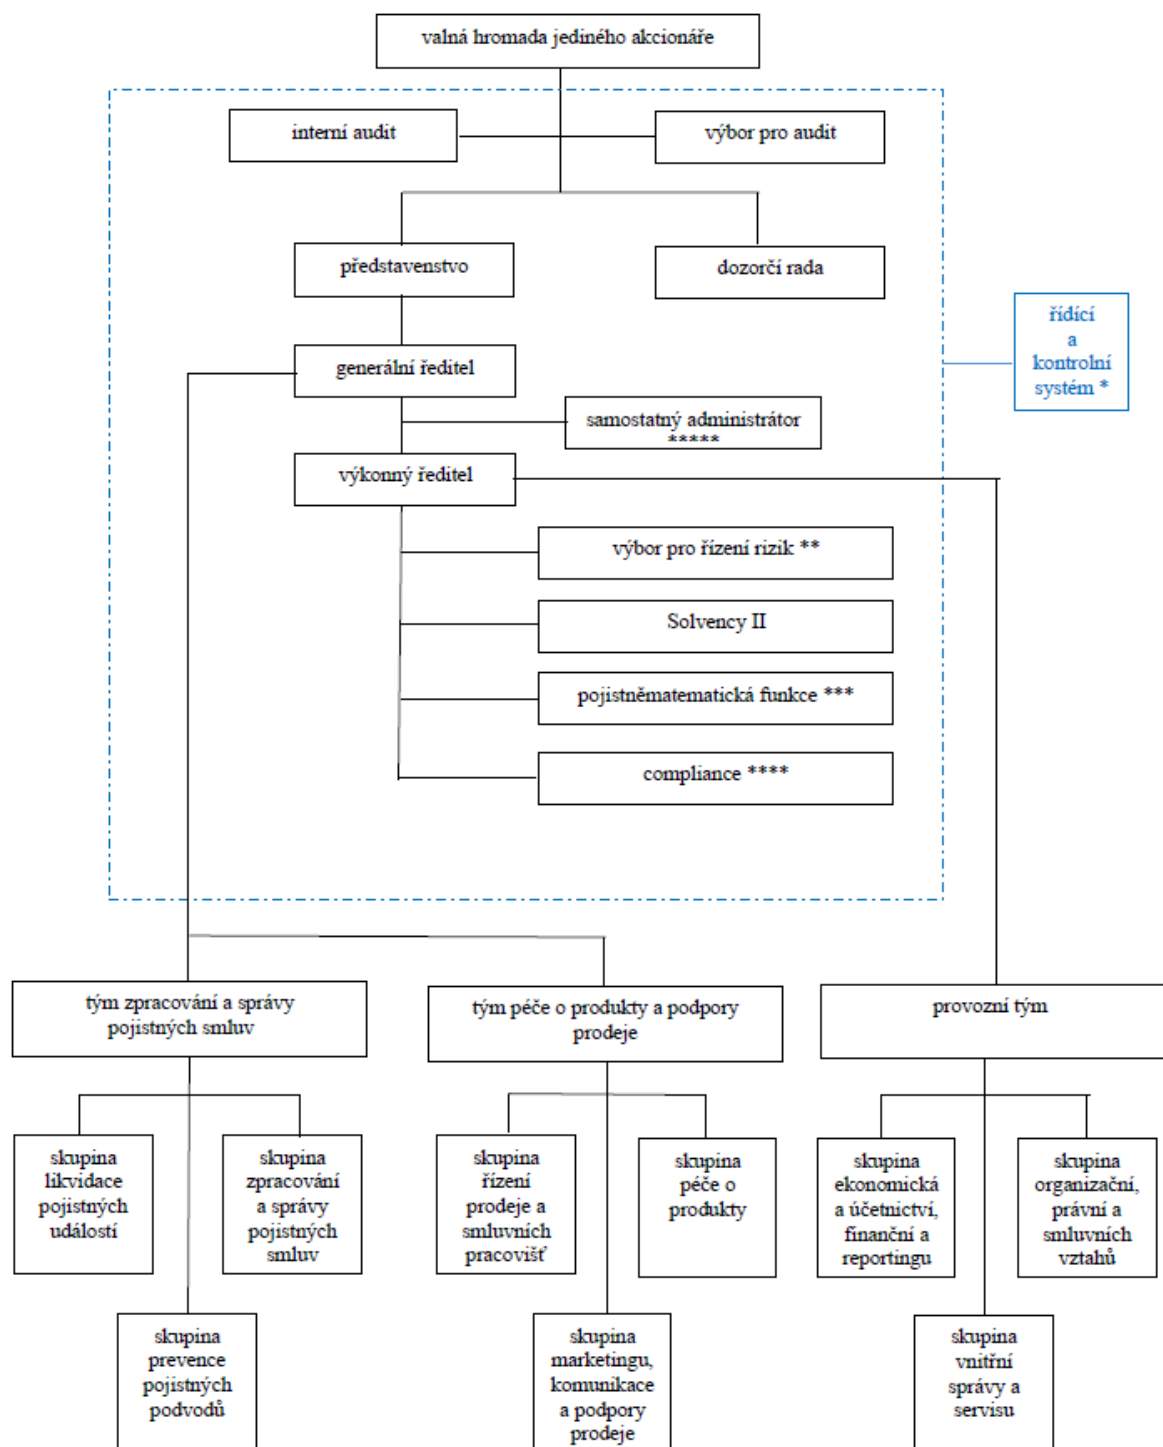 valná hromada jediného akcionáře
interní audit
výbor pro audit
představenstvo
dozorčí rada
řídící
a
kontrolní
systém *
generální ředitel
samostatný administrátor
*****
výkonný ředitel
výbor pro řízení rizik **
Solvency II
pojistněmatematická funkce ***
compliance ****
tým zpracování a správy
pojistných smluv
tým péče o produkty a podpory
prodeje
provozní tým
skupina
likvidace
pojistných
událostí
skupina
zpracování
a správy
pojistných
smluv
skupina
řízení
prodeje a
smluvních
pracovišť
skupina
péče o
produkty
skupina
ekonomická
a účetnictví,
finanční a
reportingu
skupina
organizační,
právní a
smluvních
vztahů
skupina
prevence
pojistných
podvodů
skupina
marketingu,
komunikace
a podpory
prodeje
skupina
vnitřní
správy a
servisu